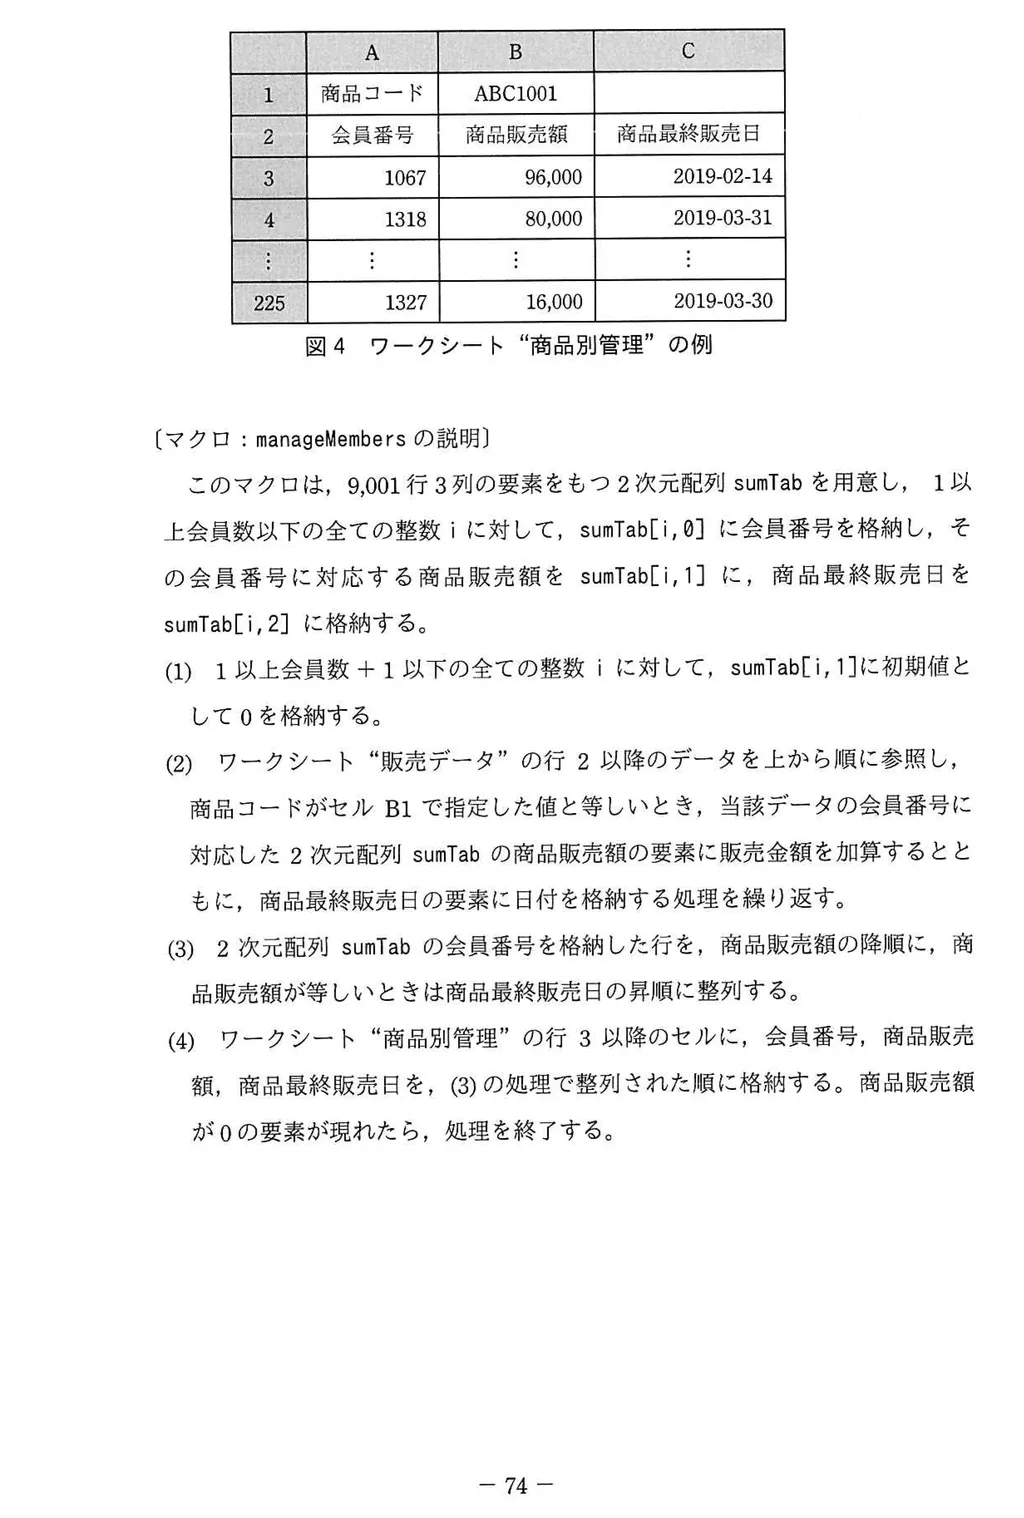 A B C
1 商品コード ABC1001
2 会員番号 商品販売額 商品最終販売日
3 1067 96,000 2019-02-14
4 1318 80,000 2019-03-31
⋮ ⋮ ⋮ ⋮
225 1327 16,000 2019-03-30
図4 ワークシート“商品別管理”の例
〔マクロ:manageMembers の説明〕
このマクロは,9,001行3列の要素をもつ2次元配列 sumTab を用意し, 1以
上会員数以下の全ての整数 i に対して,sumTab[i,0] に会員番号を格納し,そ
の会員番号に対応する商品販売額を sumTab[i,1] に,商品最終販売日を
sumTab[i,2] に格納する。
(1) 1以上会員数+1以下の全ての整数 i に対して,sumTab[i,1]に初期値と
して0を格納する。
(2) ワークシート“販売データ”の行 2 以降のデータを上から順に参照し,
商品コードがセル B1 で指定した値と等しいとき,当該データの会員番号に
対応した 2 次元配列 sumTab の商品販売額の要素に販売金額を加算するとと
もに,商品最終販売日の要素に日付を格納する処理を繰り返す。
(3) 2 次元配列 sumTab の会員番号を格納した行を,商品販売額の降順に,商
品販売額が等しいときは商品最終販売日の昇順に整列する。
(4) ワークシート“商品別管理”の行 3 以降のセルに,会員番号,商品販売
額,商品最終販売日を,(3)の処理で整列された順に格納する。商品販売額
が0の要素が現れたら,処理を終了する。
- 74 -